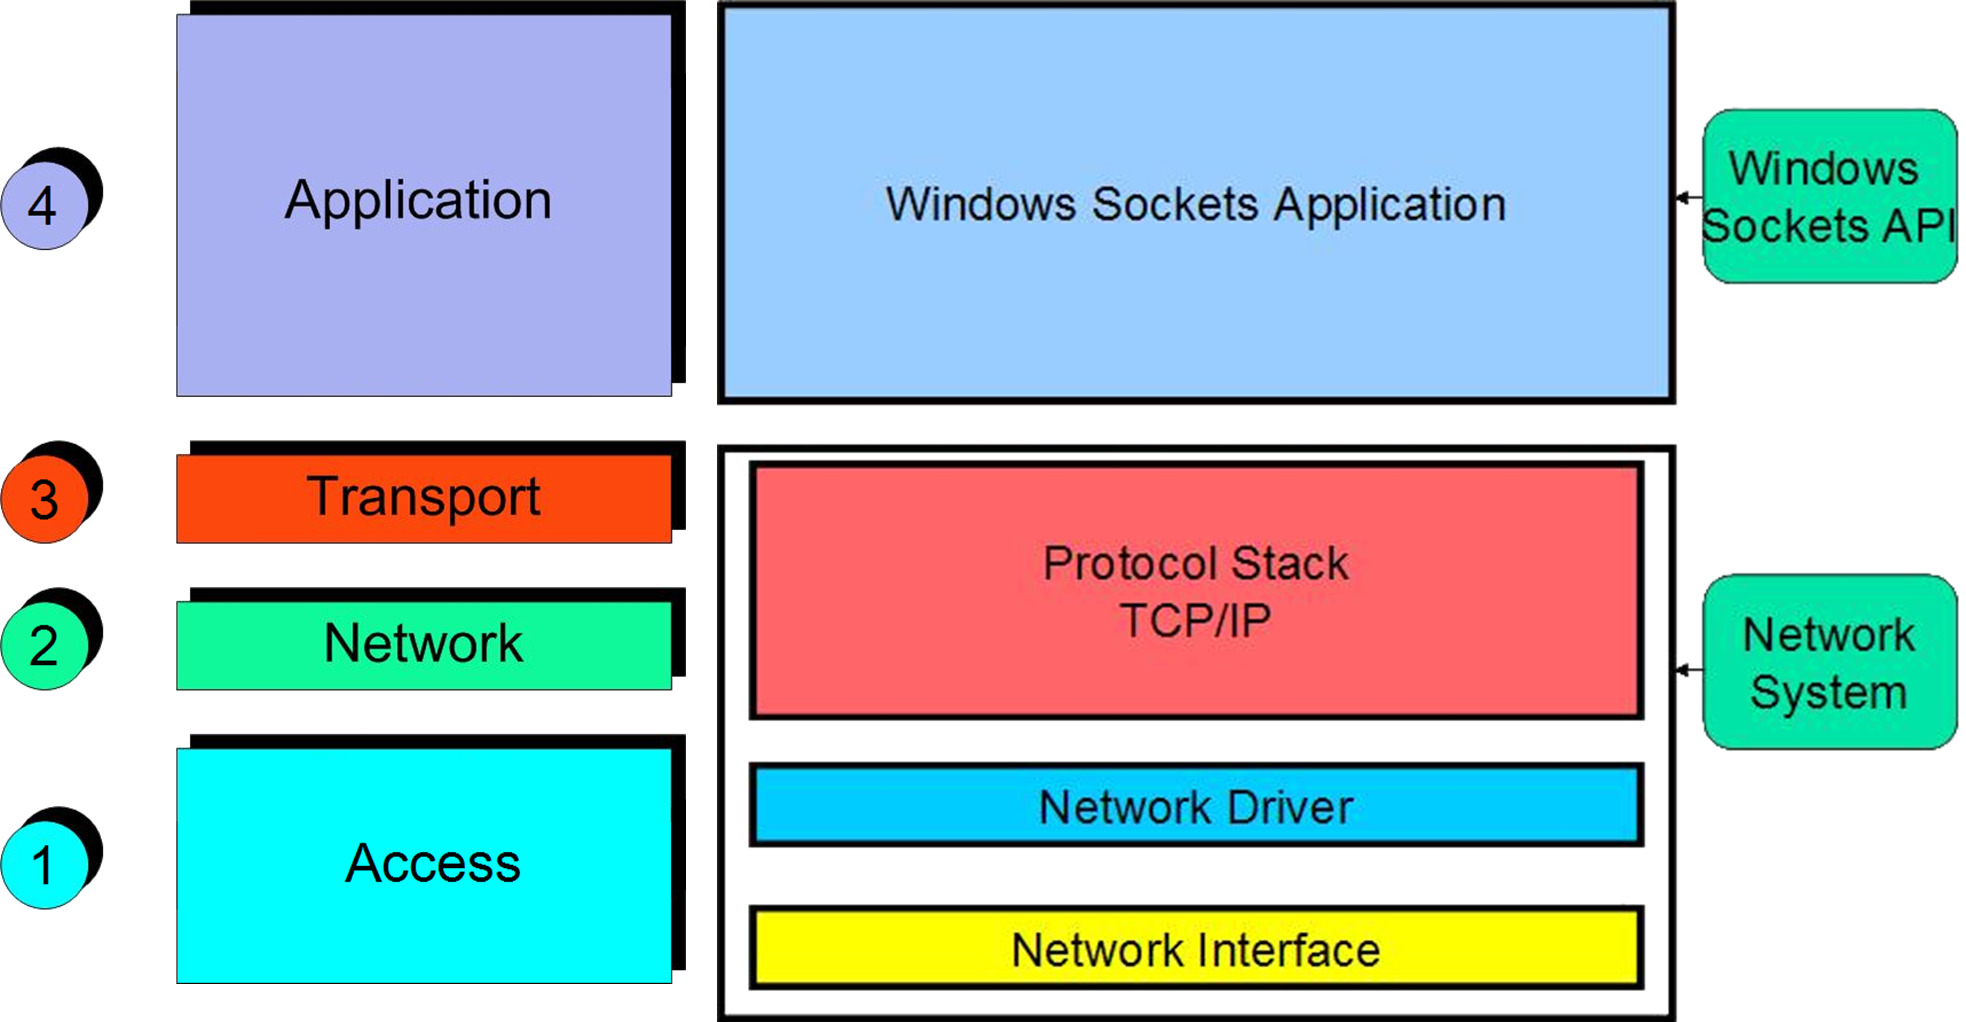 4
Application
Windows Sockets Application
Windows
Sockets API
3
Transport
2
Network
Protocol Stack
TCP/IP
Network
System
1
Access
Network Driver
Network Interface